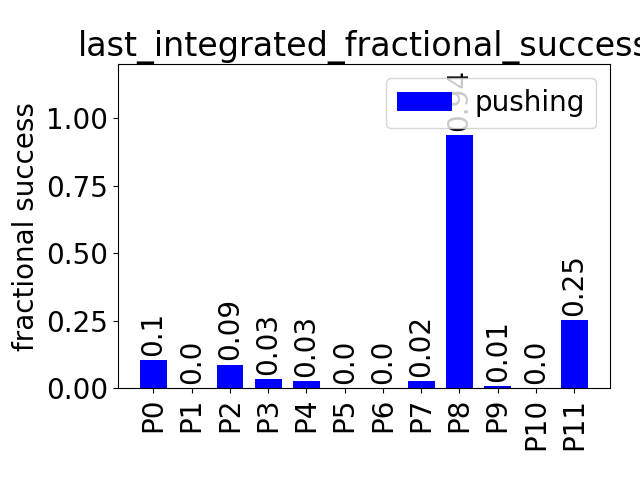 last_integrated_fractional_success
pushing
fractional success
1.00
0.75
0.50
0.25
0.00
0.1
0.0
0.09
0.03
0.03
0.0
0.0
0.02
0.94
0.01
0.0
0.25
P0
P1
P2
P3
P4
P5
P6
P7
P8
P9
P10
P11